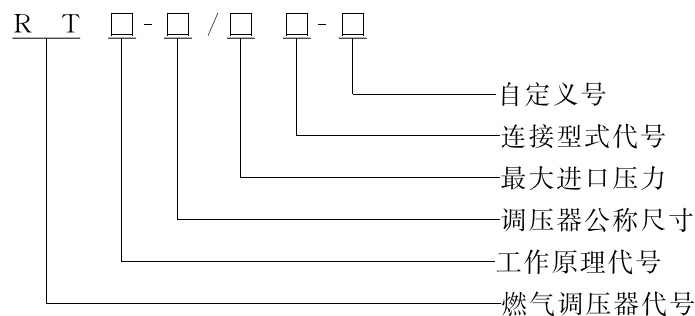 R T □-□/□ □-□
自定义号
连接型式代号
最大进口压力
调压器公称尺寸
工作原理代号
燃气调压器代号